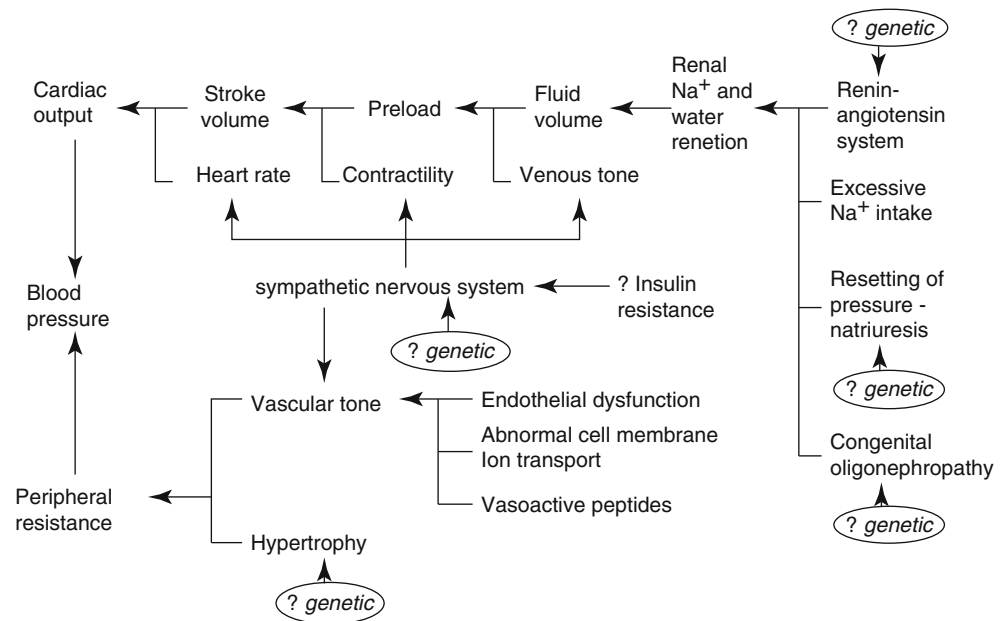 ? genetic
Cardiac
output
Stroke
volume
Preload
Fluid
volume
Renal
Na+ and
water
renetion
Renin-
angiotensin
system
Heart rate
Contractility
Venous tone
Excessive
Na+ intake
sympathetic nervous system
? Insulin
resistance
Resetting of
pressure -
natriuresis
Blood
pressure
? genetic
? genetic
Vascular tone
Endothelial dysfunction
Abnormal cell membrane
Ion transport
Vasoactive peptides
Congenital
oligonephropathy
? genetic
Peripheral
resistance
Hypertrophy
? genetic